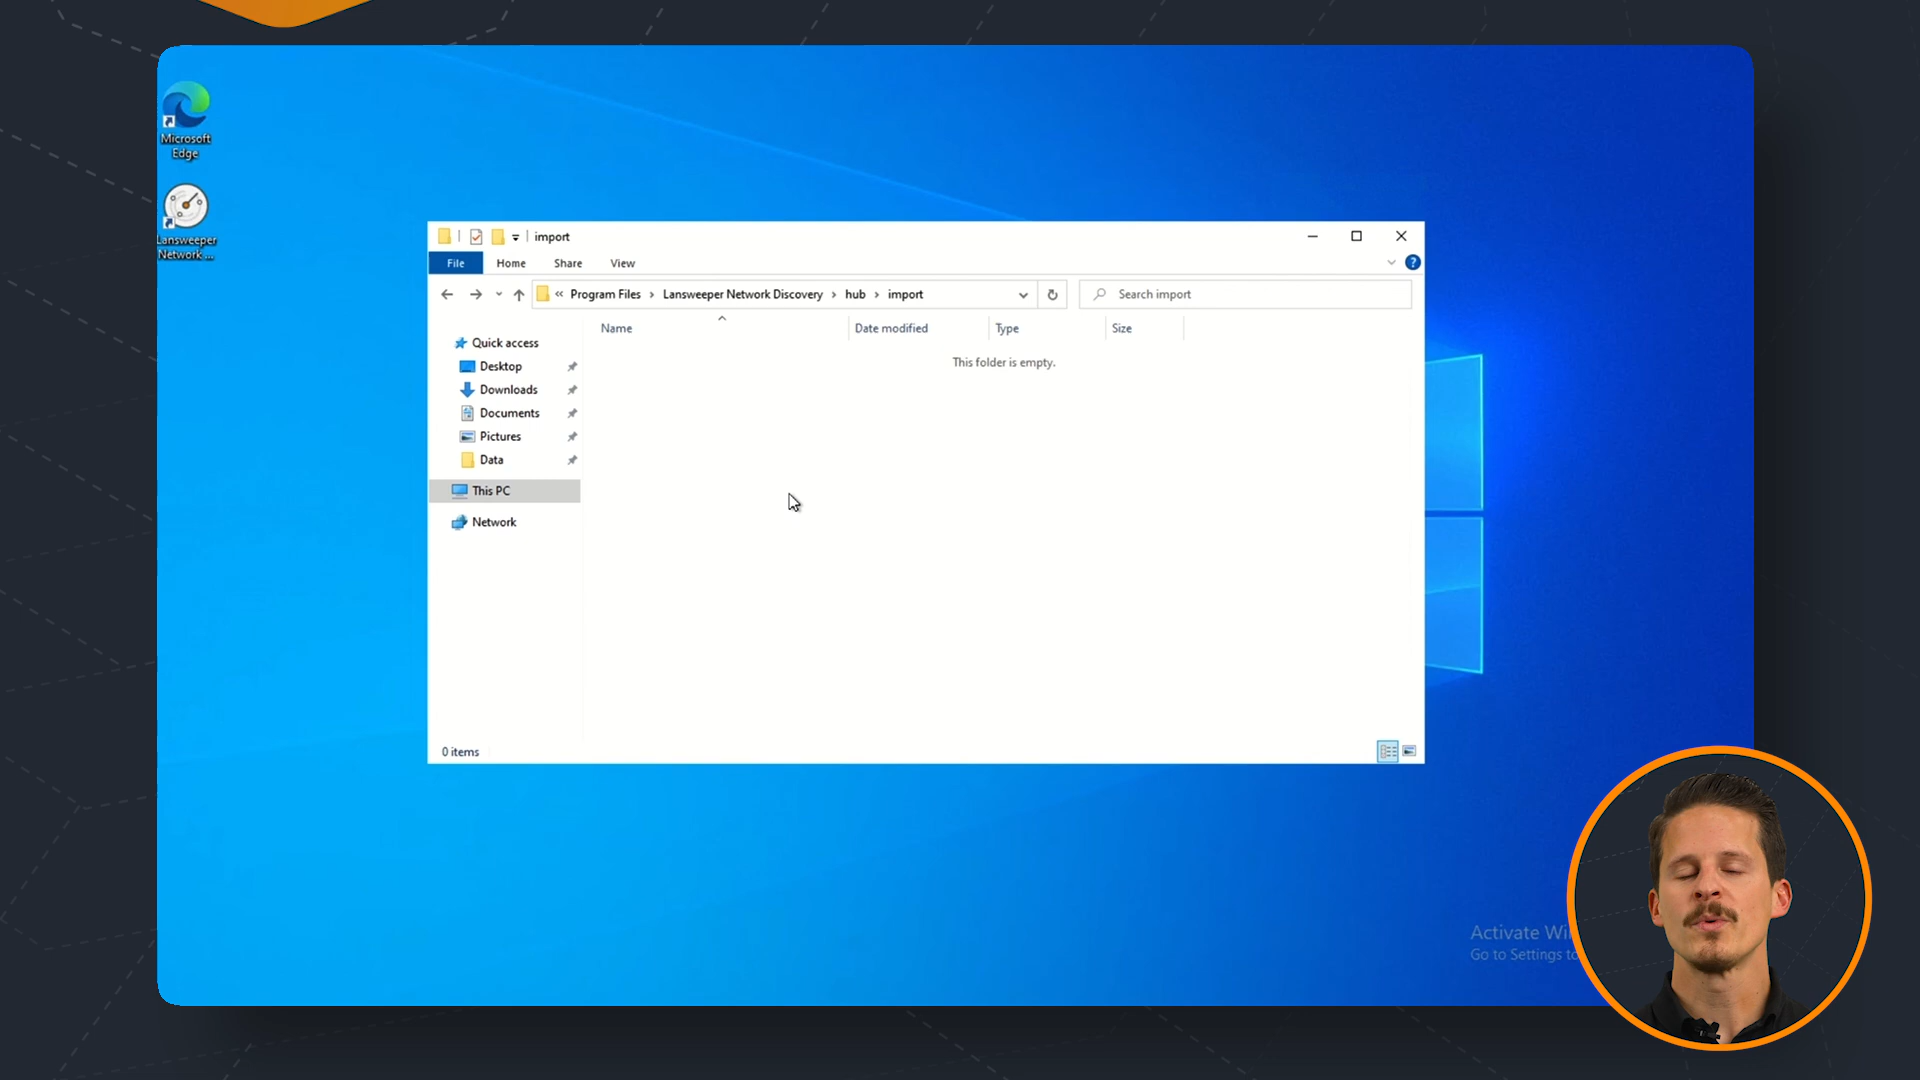 Microsoft
Edge
Lansweeper
Network ...
import
File
Home
Share
View
« Program Files › Lansweeper Network Discovery › hub › import
Search import
Name
Date modified
Type
Size
This folder is empty.
Quick access
Desktop
Downloads
Documents
Pictures
Data
This PC
Network
0 items
Activate Wi
Go to Settings to